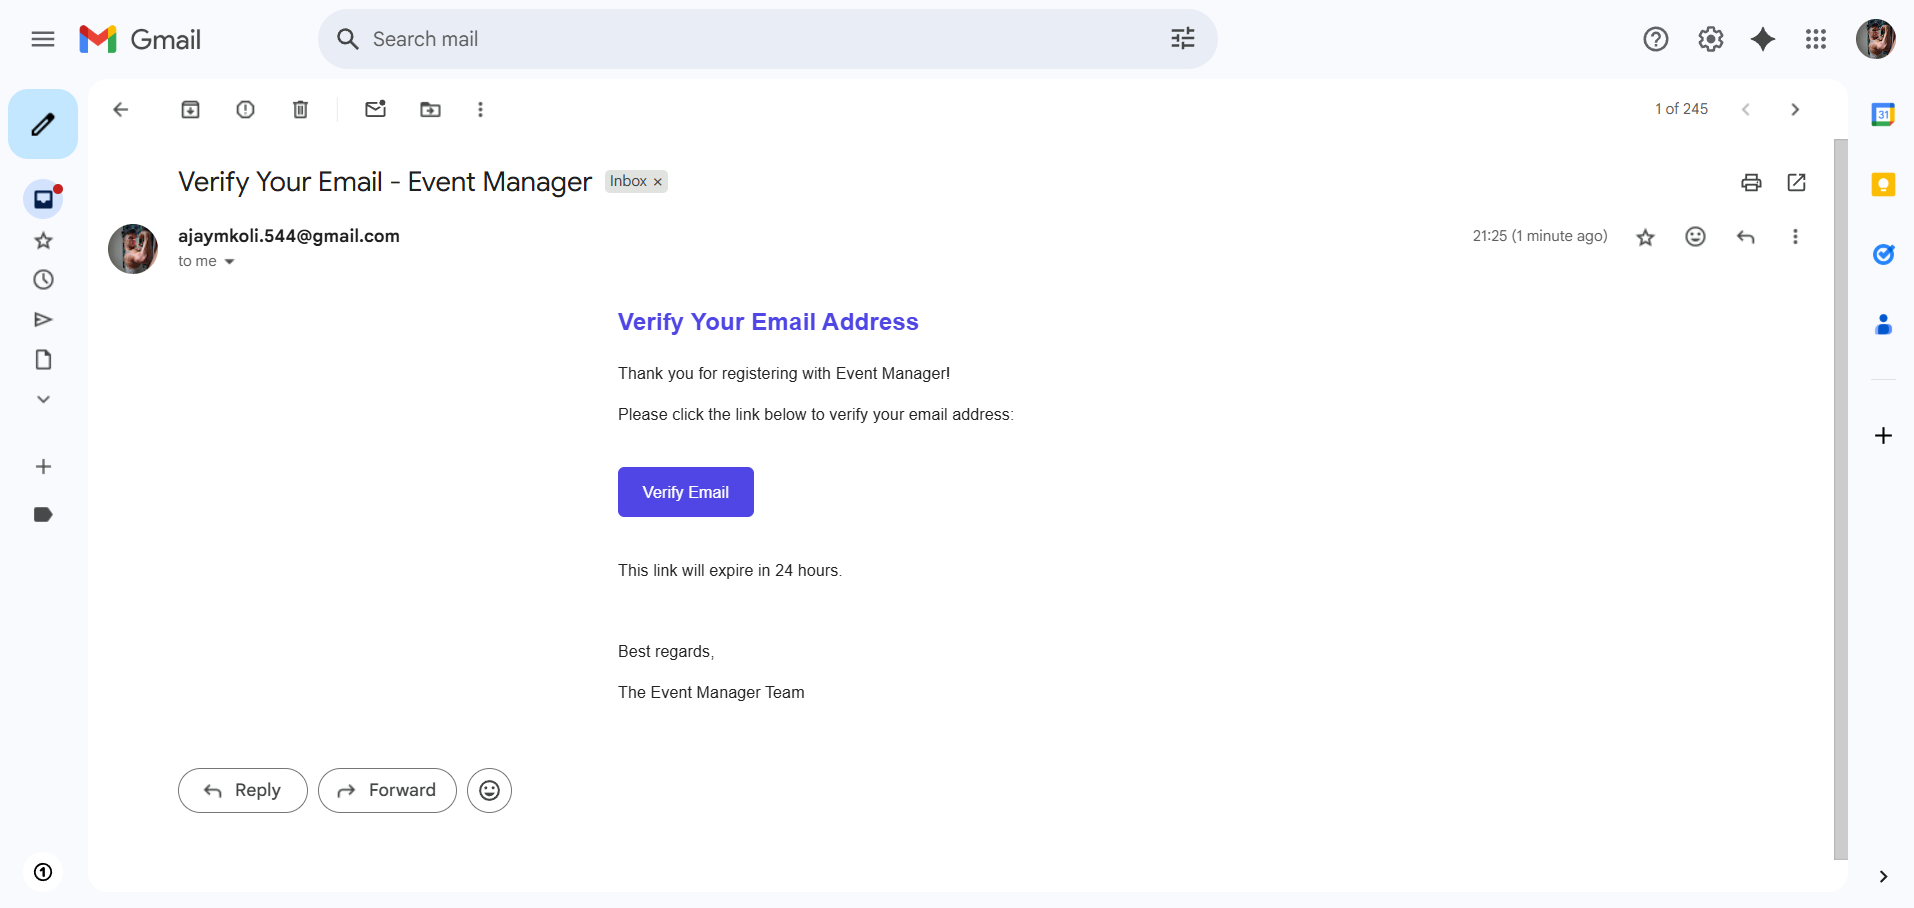 Gmail
Search mail
1 of 245
31
Verify Your Email - Event Manager Inbox ×
ajaymkoli.544@gmail.com 21:25 (1 minute ago)
to me
Verify Your Email Address
Thank you for registering with Event Manager!
Please click the link below to verify your email address:
Verify Email
This link will expire in 24 hours.
Best regards,
The Event Manager Team
Reply Forward
1